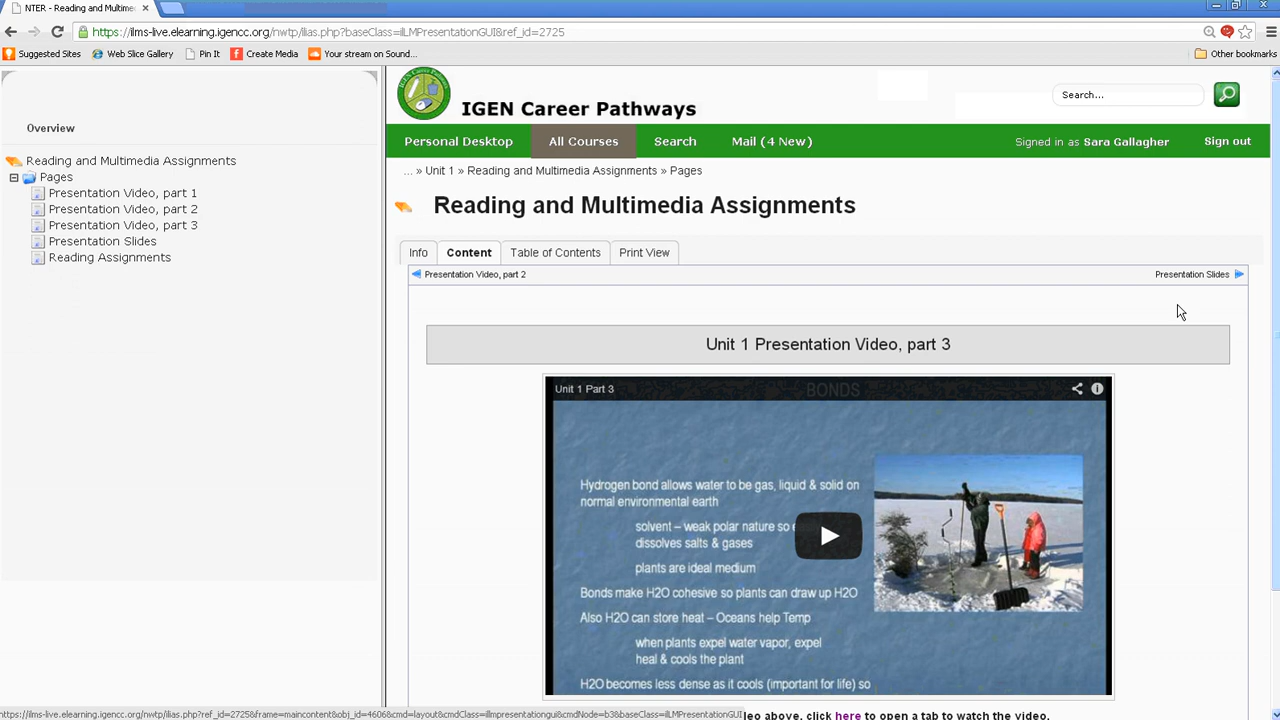 NTER - Reading and Multime
https://ilms-live.elearning.igencc.org/nwtp/ilias.php?baseClass=ilLMPresentationGUI&ref_id=2725
Suggested Sites Web Slice Gallery Pin It Create Media Your stream on Sound... Other bookmarks
IGEN Career Pathways
Search...
Personal Desktop All Courses Search Mail (4 New) Signed in as Sara Gallagher Sign out
Overview
Reading and Multimedia Assignments
Pages
Presentation Video, part 1
Presentation Video, part 2
Presentation Video, part 3
Presentation Slides
Reading Assignments
... » Unit 1 » Reading and Multimedia Assignments » Pages
Reading and Multimedia Assignments
Info Content Table of Contents Print View
Presentation Video, part 2 Presentation Slides
Unit 1 Presentation Video, part 3
Unit 1 Part 3
BONDS
Hydrogen bond allows water to be gas, liquid & solid on
normal environmental earth
solvent – weak polar nature so
dissolves salts & gases
plants are ideal medium
Bonds make H2O cohesive so plants can draw up H2O
Also H2O can store heat – Oceans help Temp
when plants expel water vapor, expel
heal & cools the plant
H2O becomes less dense as it cools (important for life) so
https://ilms-live.elearning.igencc.org/nwtp/ilias.php?ref_id=2725&frame=maincontent&obj_id=4606&cmd=layout&cmdClass=illmpresentationgui&cmdNode=b3&baseClass=ilLMPresentationGUI
deo above, click here to open a tab to watch the video.